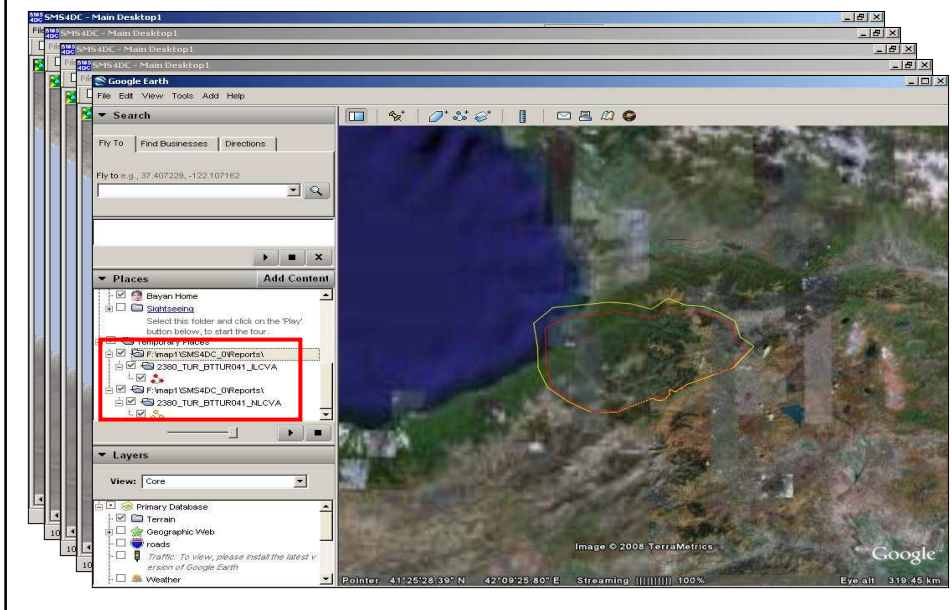 SMS4DC - Main Desktop1
SMS4DC - Main Desktop1
SMS4DC - Main Desktop1
SMS4DC - Main Desktop1
Google Earth
File Edit View Tools Add Help
Search
Fly To Find Businesses Directions
Fly to e.g., 37.407229, -122.107162
Places Add Content
Bayan Home
Sightseeing
Select this folder and click on the 'Play'
button below, to start the tour.
Temporary Places
F:\map1\SMS4DC_0\Reports\
2380_TUR_BTTUR041_ILCVA
F:\map1\SMS4DC_0\Reports\
2380_TUR_BTTUR041_NLCVA
Layers
View: Core
Primary Database
Terrain
Geographic Web
roads
Traffic: To view, please install the latest v
ersion of Google Earth
Weather
Image © 2008 TerraMetrics
Google
Pointer 41°25'28.39" N 42°09'25.80" E Streaming |||||||||| 100% Eye alt 319.45 km